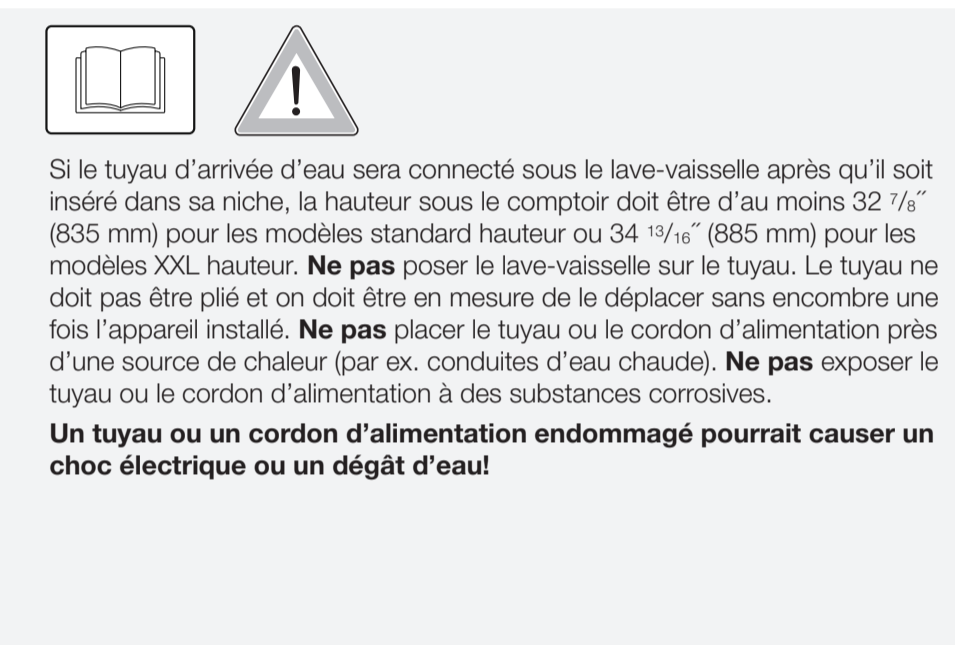 Si le tuyau d’arrivée d’eau sera connecté sous le lave-vaisselle après qu’il soit
inséré dans sa niche, la hauteur sous le comptoir doit être d’au moins 32 7/8˝
(835 mm) pour les modèles standard hauteur ou 34 13/16˝ (885 mm) pour les
modèles XXL hauteur. Ne pas poser le lave-vaisselle sur le tuyau. Le tuyau ne
doit pas être plié et on doit être en mesure de le déplacer sans encombre une
fois l’appareil installé. Ne pas placer le tuyau ou le cordon d’alimentation près
d’une source de chaleur (par ex. conduites d’eau chaude). Ne pas exposer le
tuyau ou le cordon d’alimentation à des substances corrosives.
Un tuyau ou un cordon d’alimentation endommagé pourrait causer un
choc électrique ou un dégât d’eau!